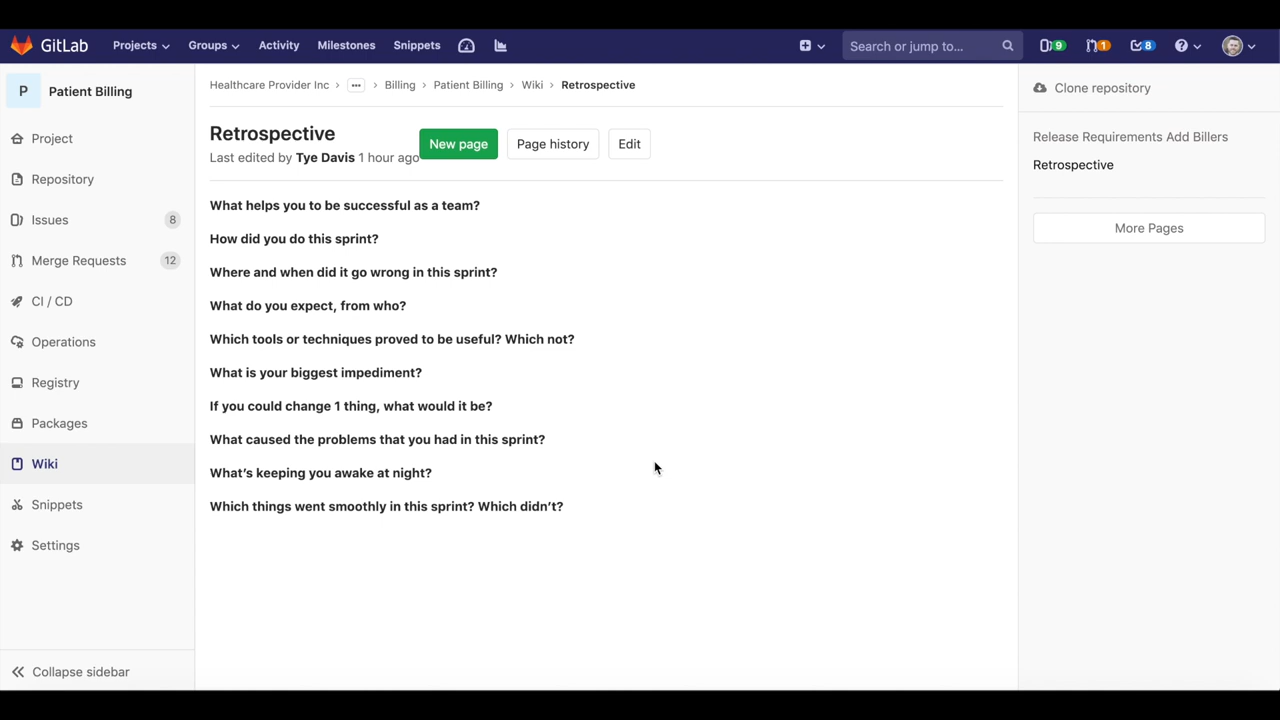 GitLab Projects Groups Activity Milestones Snippets Search or jump to... 9 1 8
P Patient Billing
Project
Repository
Issues 8
Merge Requests 12
CI / CD
Operations
Registry
Packages
Wiki
Snippets
Settings
Collapse sidebar
Healthcare Provider Inc › ... › Billing › Patient Billing › Wiki › Retrospective
Retrospective
Last edited by Tye Davis 1 hour ago
New page Page history Edit
What helps you to be successful as a team?
How did you do this sprint?
Where and when did it go wrong in this sprint?
What do you expect, from who?
Which tools or techniques proved to be useful? Which not?
What is your biggest impediment?
If you could change 1 thing, what would it be?
What caused the problems that you had in this sprint?
What’s keeping you awake at night?
Which things went smoothly in this sprint? Which didn’t?
Clone repository
Release Requirements Add Billers
Retrospective
More Pages